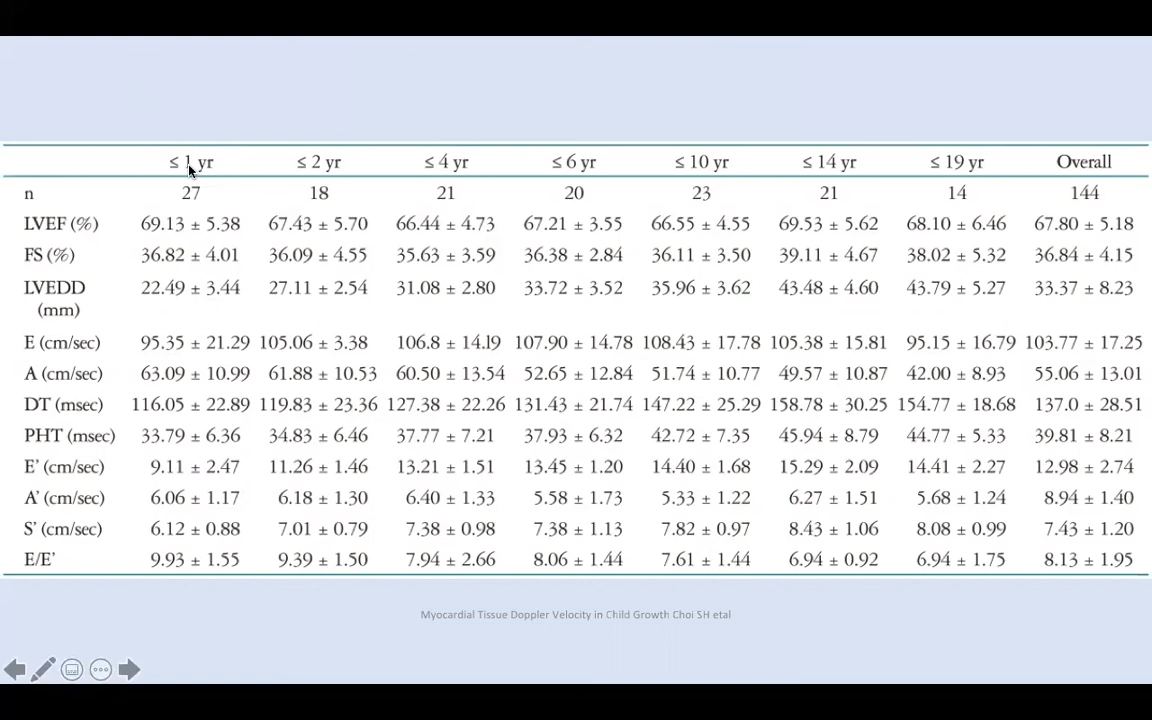 ≤ 1 yr ≤ 2 yr ≤ 4 yr ≤ 6 yr ≤ 10 yr ≤ 14 yr ≤ 19 yr Overall
n 27 18 21 20 23 21 14 144
LVEF (%) 69.13 ± 5.38 67.43 ± 5.70 66.44 ± 4.73 67.21 ± 3.55 66.55 ± 4.55 69.53 ± 5.62 68.10 ± 6.46 67.80 ± 5.18
FS (%) 36.82 ± 4.01 36.09 ± 4.55 35.63 ± 3.59 36.38 ± 2.84 36.11 ± 3.50 39.11 ± 4.67 38.02 ± 5.32 36.84 ± 4.15
LVEDD 22.49 ± 3.44 27.11 ± 2.54 31.08 ± 2.80 33.72 ± 3.52 35.96 ± 3.62 43.48 ± 4.60 43.79 ± 5.27 33.37 ± 8.23
(mm)
E (cm/sec) 95.35 ± 21.29 105.06 ± 3.38 106.8 ± 14.19 107.90 ± 14.78 108.43 ± 17.78 105.38 ± 15.81 95.15 ± 16.79 103.77 ± 17.25
A (cm/sec) 63.09 ± 10.99 61.88 ± 10.53 60.50 ± 13.54 52.65 ± 12.84 51.74 ± 10.77 49.57 ± 10.87 42.00 ± 8.93 55.06 ± 13.01
DT (msec) 116.05 ± 22.89 119.83 ± 23.36 127.38 ± 22.26 131.43 ± 21.74 147.22 ± 25.29 158.78 ± 30.25 154.77 ± 18.68 137.0 ± 28.51
PHT (msec) 33.79 ± 6.36 34.83 ± 6.46 37.77 ± 7.21 37.93 ± 6.32 42.72 ± 7.35 45.94 ± 8.79 44.77 ± 5.33 39.81 ± 8.21
E’ (cm/sec) 9.11 ± 2.47 11.26 ± 1.46 13.21 ± 1.51 13.45 ± 1.20 14.40 ± 1.68 15.29 ± 2.09 14.41 ± 2.27 12.98 ± 2.74
A’ (cm/sec) 6.06 ± 1.17 6.18 ± 1.30 6.40 ± 1.33 5.58 ± 1.73 5.33 ± 1.22 6.27 ± 1.51 5.68 ± 1.24 8.94 ± 1.40
S’ (cm/sec) 6.12 ± 0.88 7.01 ± 0.79 7.38 ± 0.98 7.38 ± 1.13 7.82 ± 0.97 8.43 ± 1.06 8.08 ± 0.99 7.43 ± 1.20
E/E’ 9.93 ± 1.55 9.39 ± 1.50 7.94 ± 2.66 8.06 ± 1.44 7.61 ± 1.44 6.94 ± 0.92 6.94 ± 1.75 8.13 ± 1.95
Myocardial Tissue Doppler Velocity in Child Growth Choi SH etal